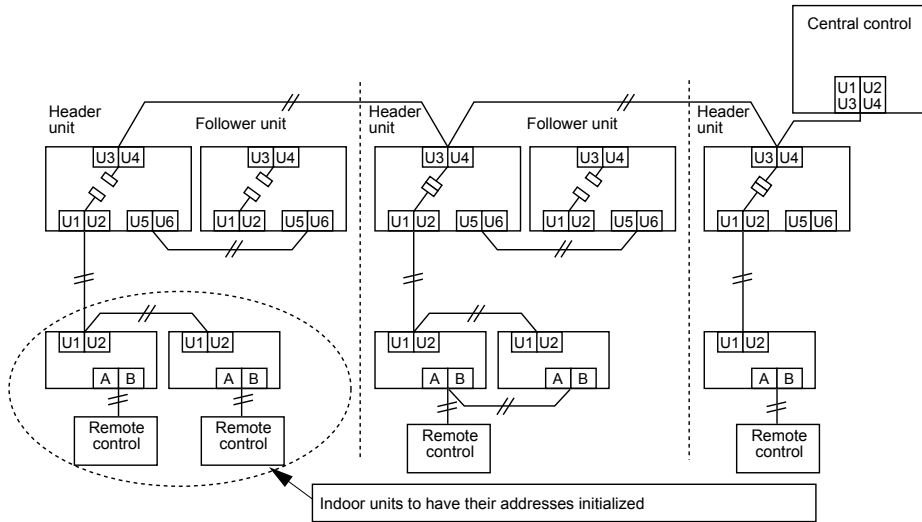 Central control
U1 U2
U3 U4
Header unit
Follower unit
Header unit
Follower unit
Header unit
U3 U4
U3 U4
U3 U4
U3 U4
U3 U4
U1 U2
U5 U6
U1 U2
U5 U6
U1 U2
U5 U6
U1 U2
U5 U6
U1 U2
U5 U6
U1 U2
U1 U2
U1 U2
U1 U2
U1 U2
A B
A B
A B
A B
A B
Remote control
Remote control
Remote control
Remote control
Indoor units to have their addresses initialized